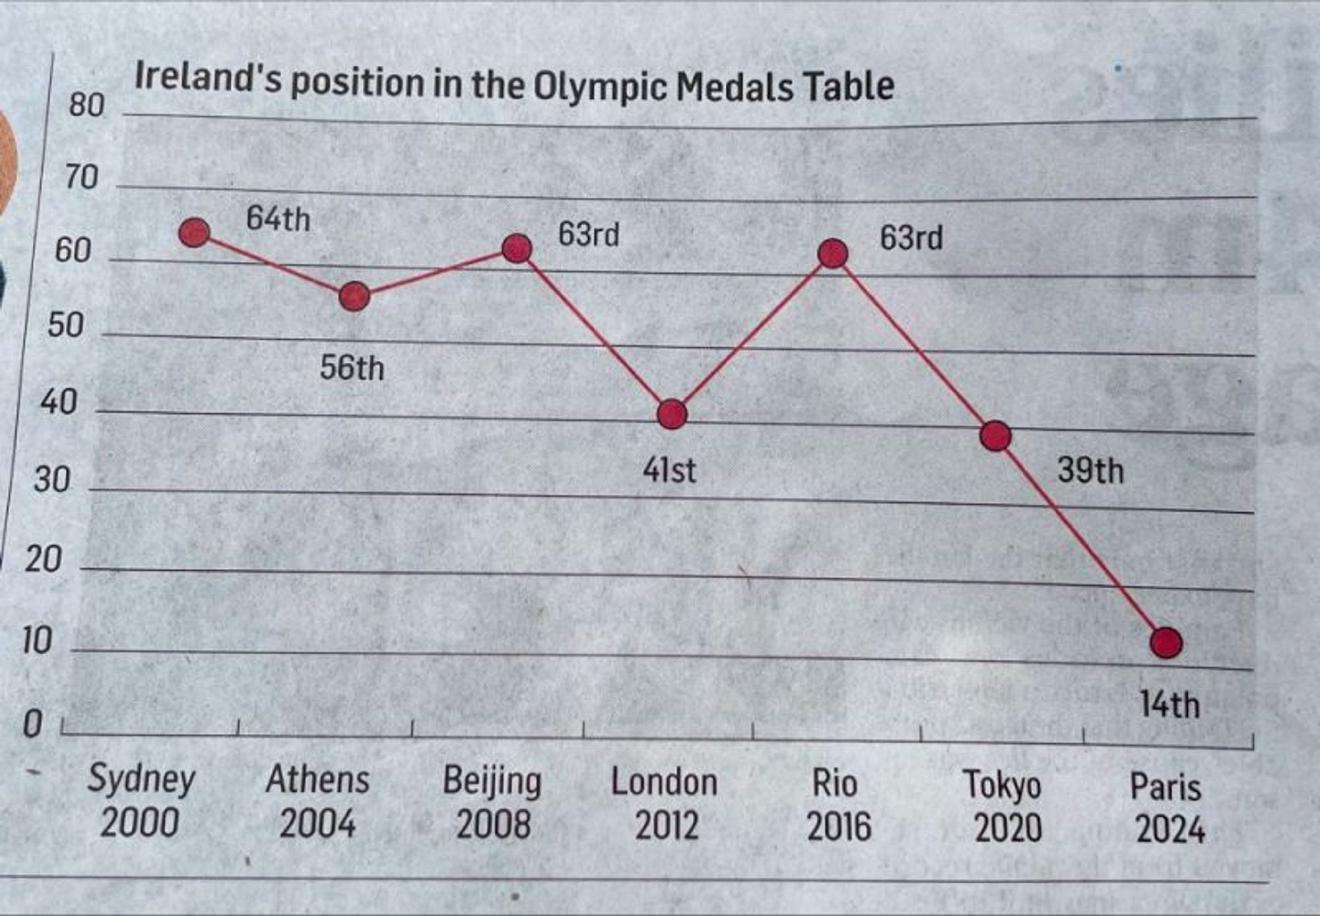 Ireland's position in the Olympic Medals Table
80
70
60
50
40
30
20
10
0
64th
56th
63rd
41st
63rd
39th
14th
Sydney
2000
Athens
2004
Beijing
2008
London
2012
Rio
2016
Tokyo
2020
Paris
2024